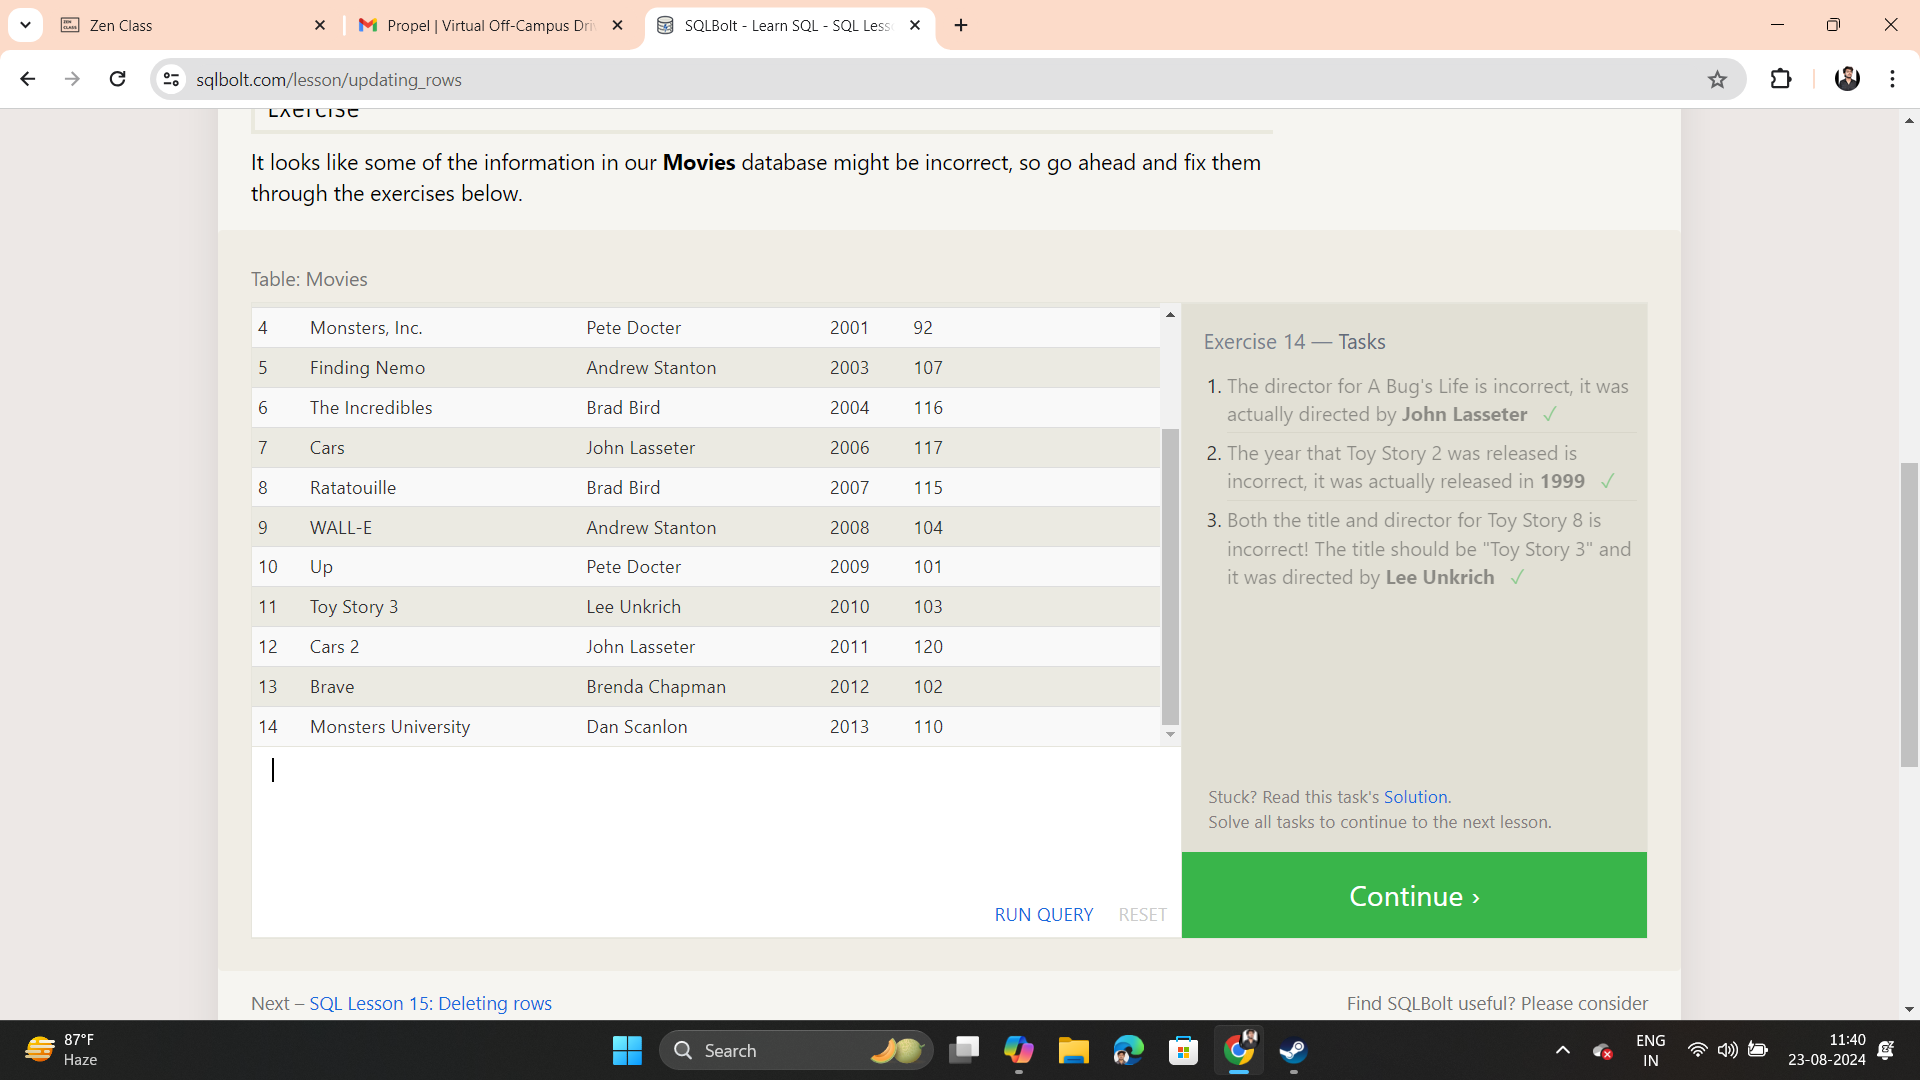 Zen Class
Propel | Virtual Off-Campus Dri
SQLBolt - Learn SQL - SQL Less
sqlbolt.com/lesson/updating_rows
Exercise
It looks like some of the information in our Movies database might be incorrect, so go ahead and fix them
through the exercises below.
Table: Movies
4 Monsters, Inc. Pete Docter 2001 92
5 Finding Nemo Andrew Stanton 2003 107
6 The Incredibles Brad Bird 2004 116
7 Cars John Lasseter 2006 117
8 Ratatouille Brad Bird 2007 115
9 WALL-E Andrew Stanton 2008 104
10 Up Pete Docter 2009 101
11 Toy Story 3 Lee Unkrich 2010 103
12 Cars 2 John Lasseter 2011 120
13 Brave Brenda Chapman 2012 102
14 Monsters University Dan Scanlon 2013 110
RUN QUERY RESET
Exercise 14 — Tasks
1. The director for A Bug's Life is incorrect, it was
actually directed by John Lasseter ✓
2. The year that Toy Story 2 was released is
incorrect, it was actually released in 1999 ✓
3. Both the title and director for Toy Story 8 is
incorrect! The title should be "Toy Story 3" and
it was directed by Lee Unkrich ✓
Stuck? Read this task's Solution.
Solve all tasks to continue to the next lesson.
Continue ›
Next – SQL Lesson 15: Deleting rows
Find SQLBolt useful? Please consider
87°F
Haze
Search
ENG
IN
11:40
23-08-2024